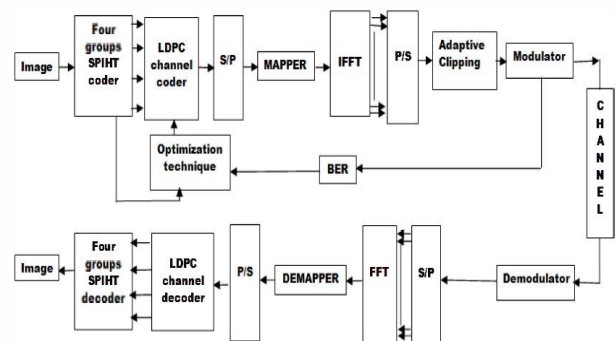 Image
Four
groups
SPIHT
coder
LDPC
channel
coder
S/P
MAPPER
IFFT
P/S
Adaptive
Clipping
Modulator
CHANNEL
Optimization
technique
BER
Image
Four
groups
SPIHT
decoder
LDPC
channel
decoder
P/S
DEMAPPER
FFT
S/P
Demodulator